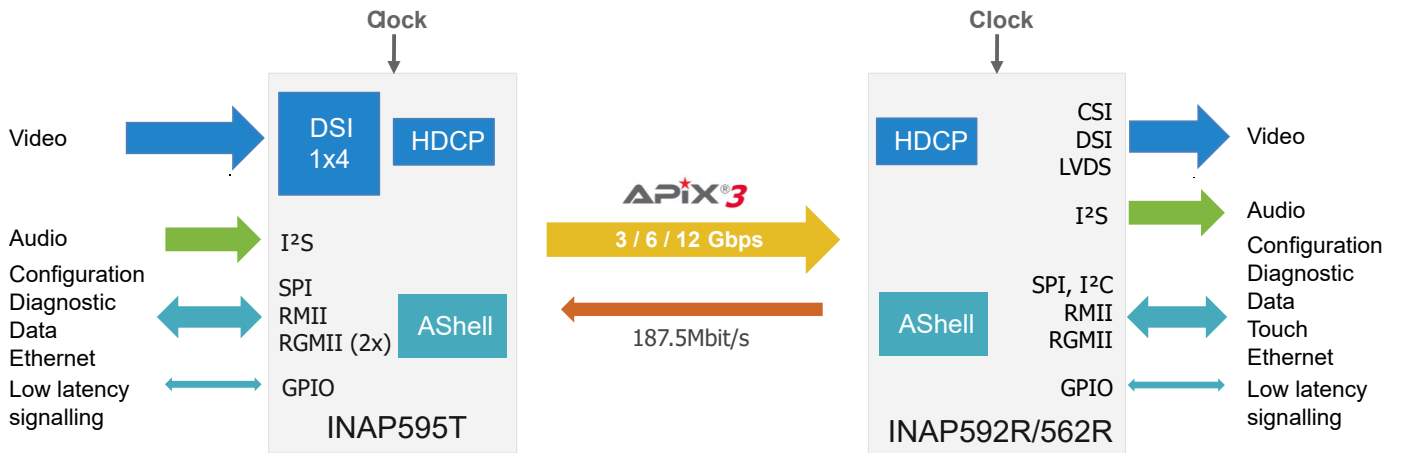 Clock
Clock
Video
DSI
1x4
HDCP
HDCP
CSI
DSI
LVDS
Video
APIX®3
3 / 6 / 12 Gbps
187.5Mbit/s
Audio
I²S
I²S
Audio
Configuration
Diagnostic
Data
Ethernet
SPI
RMII
RGMII (2x)
AShell
AShell
SPI, I²C
RMII
RGMII
Configuration
Diagnostic
Data
Touch
Ethernet
Low latency
signalling
GPIO
GPIO
Low latency
signalling
INAP595T
INAP592R/562R